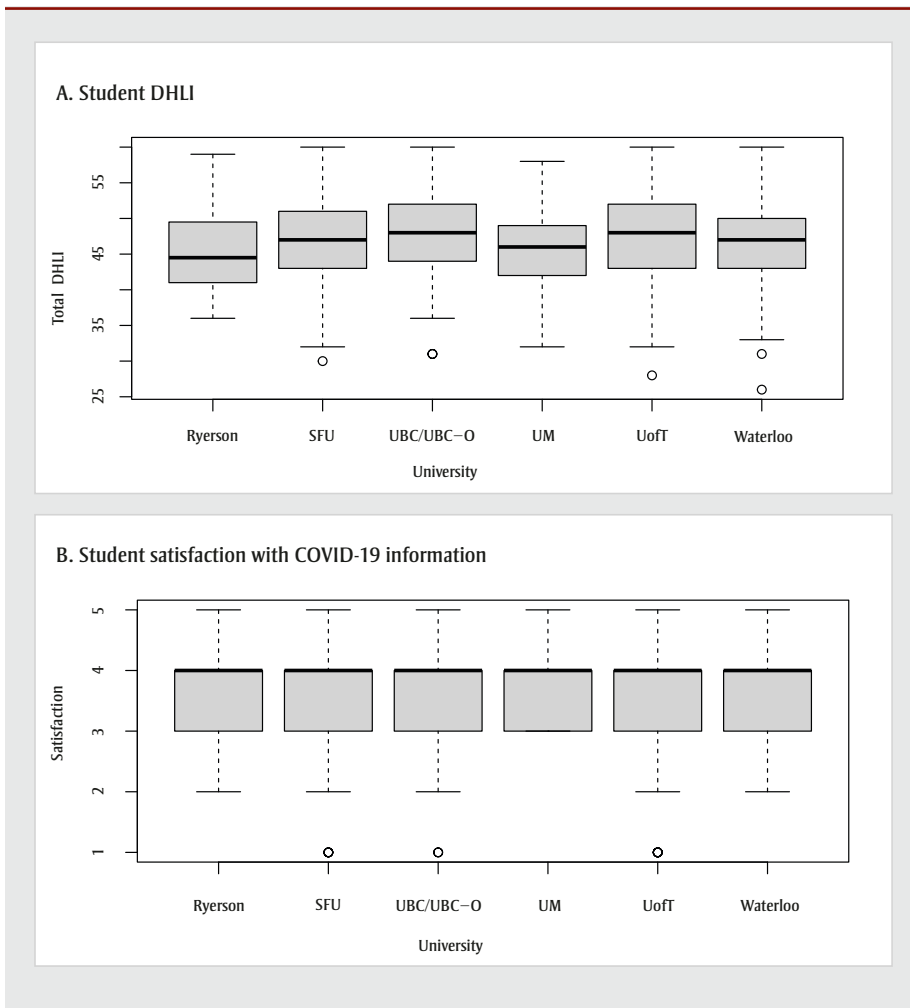 A. Student DHLI
55
45
35
25
Total DHLI
Ryerson SFU UBC/UBC–O UM UofT Waterloo
University
B. Student satisfaction with COVID-19 information
5
4
3
2
1
Satisfaction
Ryerson SFU UBC/UBC–O UM UofT Waterloo
University